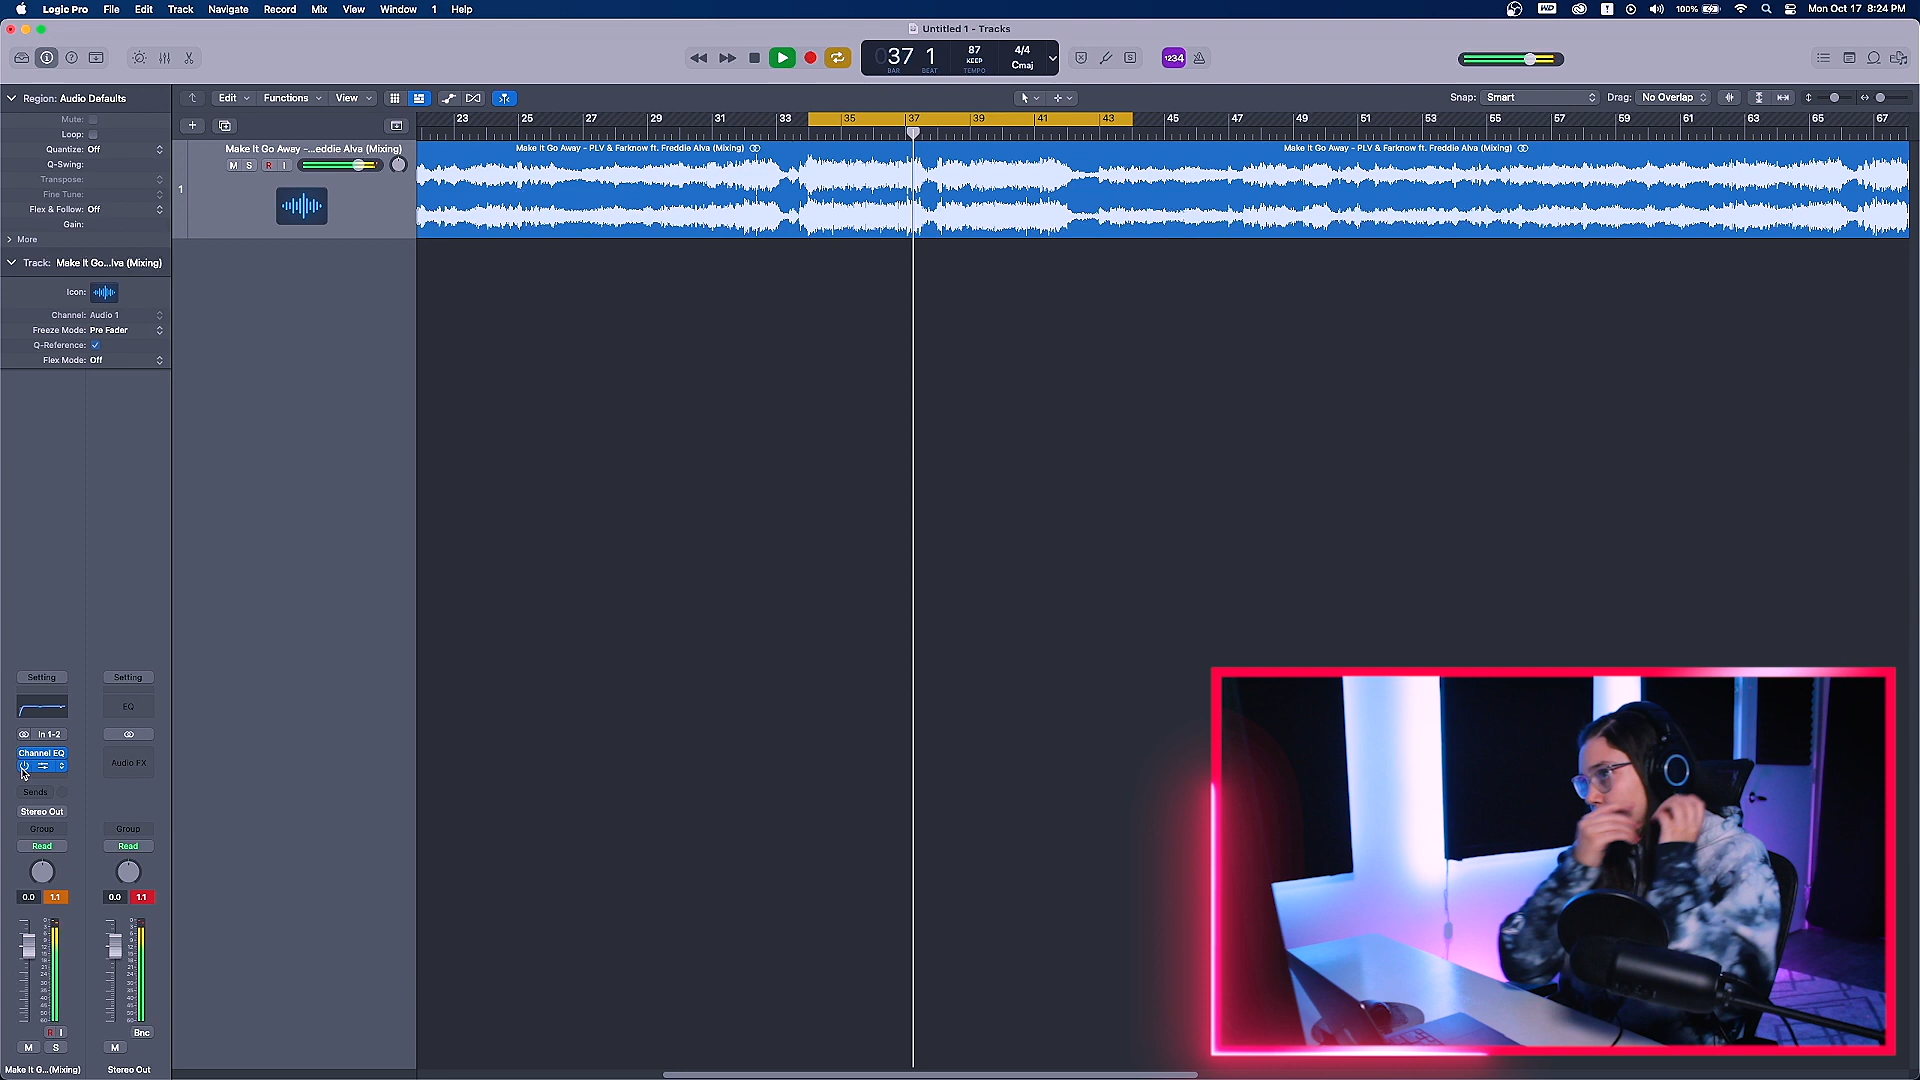 Logic Pro File Edit Track Navigate Record Mix View Window 1 Help
100% Mon Oct 17 8:24 PM
Untitled 1 - Tracks
037 1 87 4/4
KEEP Cmaj
BAR BEAT TEMPO
1234
Region: Audio Defaults
Edit Functions View
Snap: Smart Drag: No Overlap
Mute:
Loop:
Quantize: Off
Q-Swing:
Transpose:
Fine Tune:
Flex & Follow: Off
Gain:
More
23 25 27 29 31 33 35 37 39 41 43 45 47 49 51 53 55 57 59 61 63 65 67
Make It Go Away -...eddie Alva (Mixing)
M S R I
1
Make It Go Away - PLV & Farknow ft. Freddie Alva (Mixing)
Make It Go Away - PLV & Farknow ft. Freddie Alva (Mixing)
Track: Make It Go...lva (Mixing)
Icon:
Channel: Audio 1
Freeze Mode: Pre Fader
Q-Reference:
Flex Mode: Off
Setting Setting
EQ
In 1-2
Channel EQ
Audio FX
Sends
Stereo Out
Group Group
Read Read
0.0 1.1 0.0 1.1
R I Bnc
M S M
Make It G...(Mixing) Stereo Out